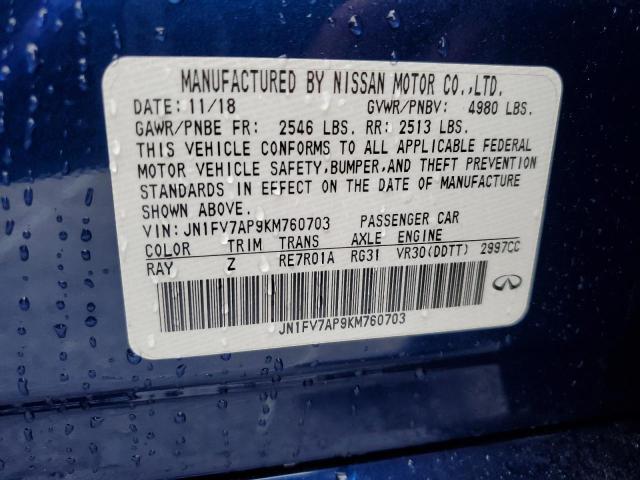 MANUFACTURED BY NISSAN MOTOR CO.,LTD.
DATE: 11/18 GVWR/PNBV: 4980 LBS.
GAWR/PNBE FR: 2546 LBS. RR: 2513 LBS.
THIS VEHICLE CONFORMS TO ALL APPLICABLE FEDERAL
MOTOR VEHICLE SAFETY,BUMPER,AND THEFT PREVENTION
STANDARDS IN EFFECT ON THE DATE OF MANUFACTURE
SHOWN ABOVE.
VIN: JN1FV7AP9KM760703 PASSENGER CAR
COLOR TRIM TRANS AXLE ENGINE
RAY Z RE7R01A RG31 VR30(DDTT) 2997CC
JN1FV7AP9KM760703